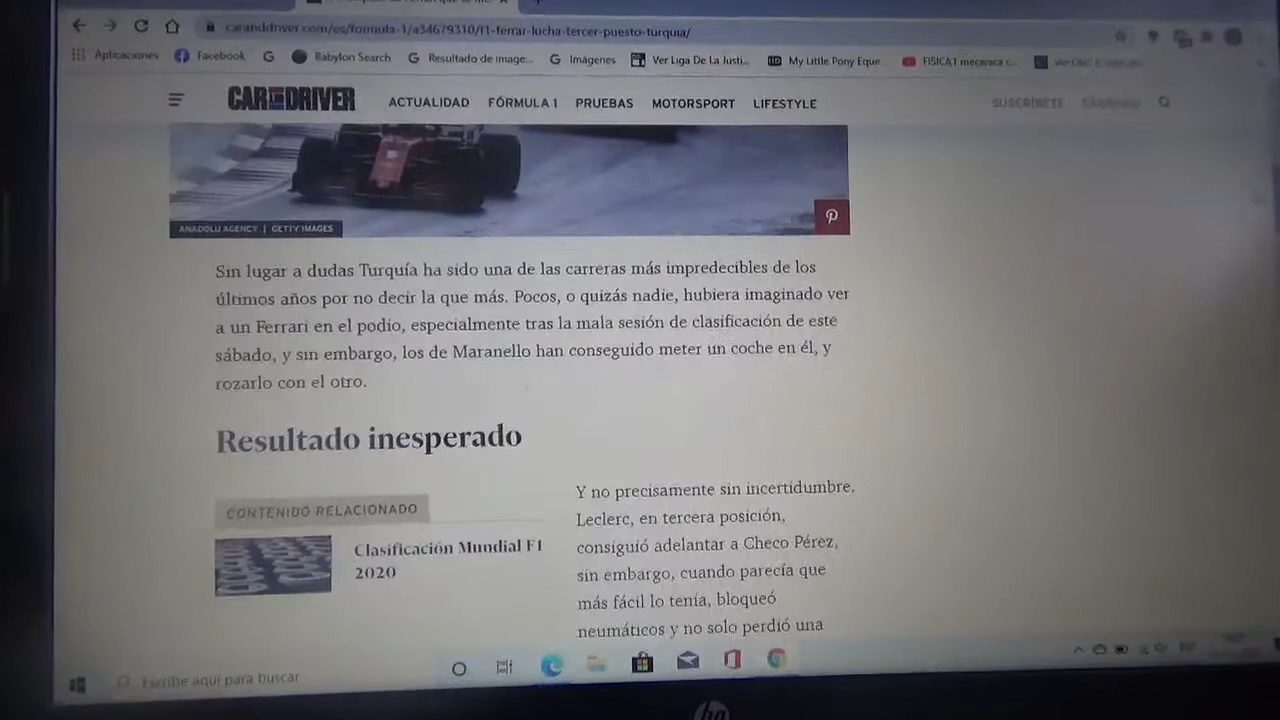 caranddriver.com/es/formula-1/a34679310/f1-ferrar-lucha-tercer-puesto-turquia/
Aplicaciones Facebook Babylon Search Resultado de image... Imágenes Ver Liga De La Justi... My Little Pony Eque... FISICA1 mecanica c...
CAR AND DRIVER ACTUALIDAD FÓRMULA 1 PRUEBAS MOTORSPORT LIFESTYLE SUSCRÍBETE
ANADOLU AGENCY | GETTY IMAGES
Sin lugar a dudas Turquía ha sido una de las carreras más impredecibles de los
últimos años por no decir la que más. Pocos, o quizás nadie, hubiera imaginado ver
a un Ferrari en el podio, especialmente tras la mala sesión de clasificación de este
sábado, y sin embargo, los de Maranello han conseguido meter un coche en él, y
rozarlo con el otro.
Resultado inesperado
CONTENIDO RELACIONADO
Clasificación Mundial F1
2020
Y no precisamente sin incertidumbre,
Leclerc, en tercera posición,
consiguió adelantar a Checo Pérez,
sin embargo, cuando parecía que
más fácil lo tenía, bloqueó
neumáticos y no solo perdió una
Escribe aquí para buscar
hp